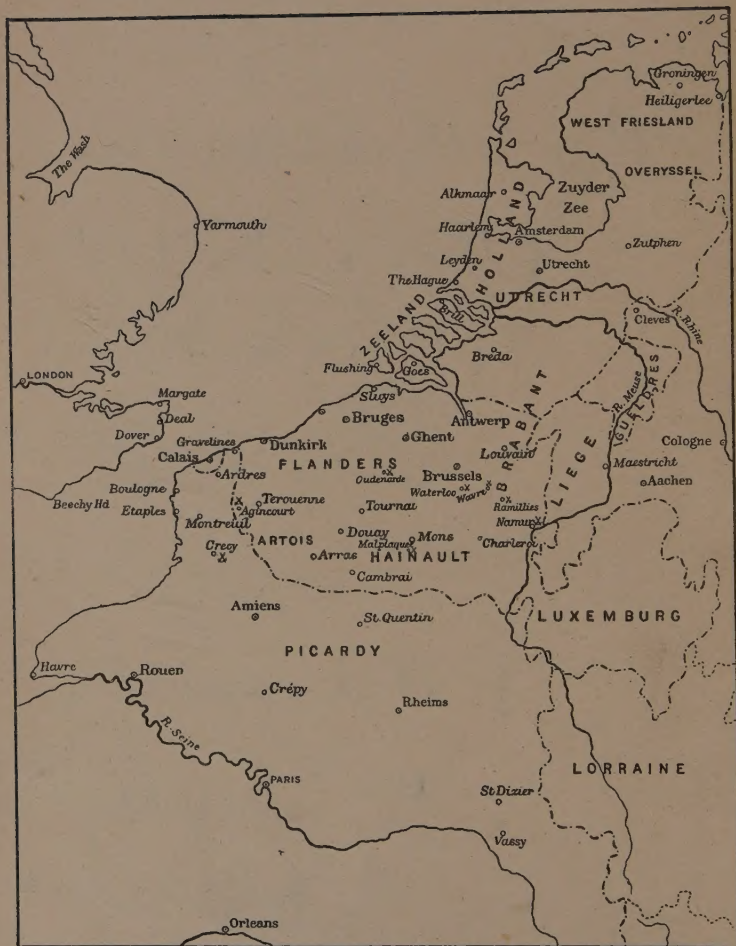 Groningen
Heiligerlee
WEST FRIESLAND
The Wash
OVERYSSEL
Alkmaar
Zuyder
Zee
HOLLAND
Yarmouth
Haarlem
Amsterdam
Zutphen
Leyden
Utrecht
The Hague
UTRECHT
Brill
R. Rhine
Cleves
ZEELAND
Breda
Flushing
Goes
LONDON
Sluys
R. Meuse
GUELDRES
Margate
Deal
Bruges
Antwerp
BRABANT
Dover
Gravelines
Dunkirk
Ghent
Cologne
Calais
FLANDERS
Louvain
LIEGE
Maestricht
Ardres
Oudenarde
Brussels
Aachen
Boulogne
Waterloo
Wavre
Beechy Hd
Etaples
Terouenne
Agincourt
Tournai
Ramillies
Montreuil
Namur
Crecy
ARTOIS
Douay
Mons
Malplaquet
Charleroi
Arras
HAINAULT
Cambrai
Amiens
St. Quentin
LUXEMBURG
PICARDY
Havre
Rouen
Crépy
Rheims
R. Seine
LORRAINE
PARIS
St Dizier
Vassy
Orleans